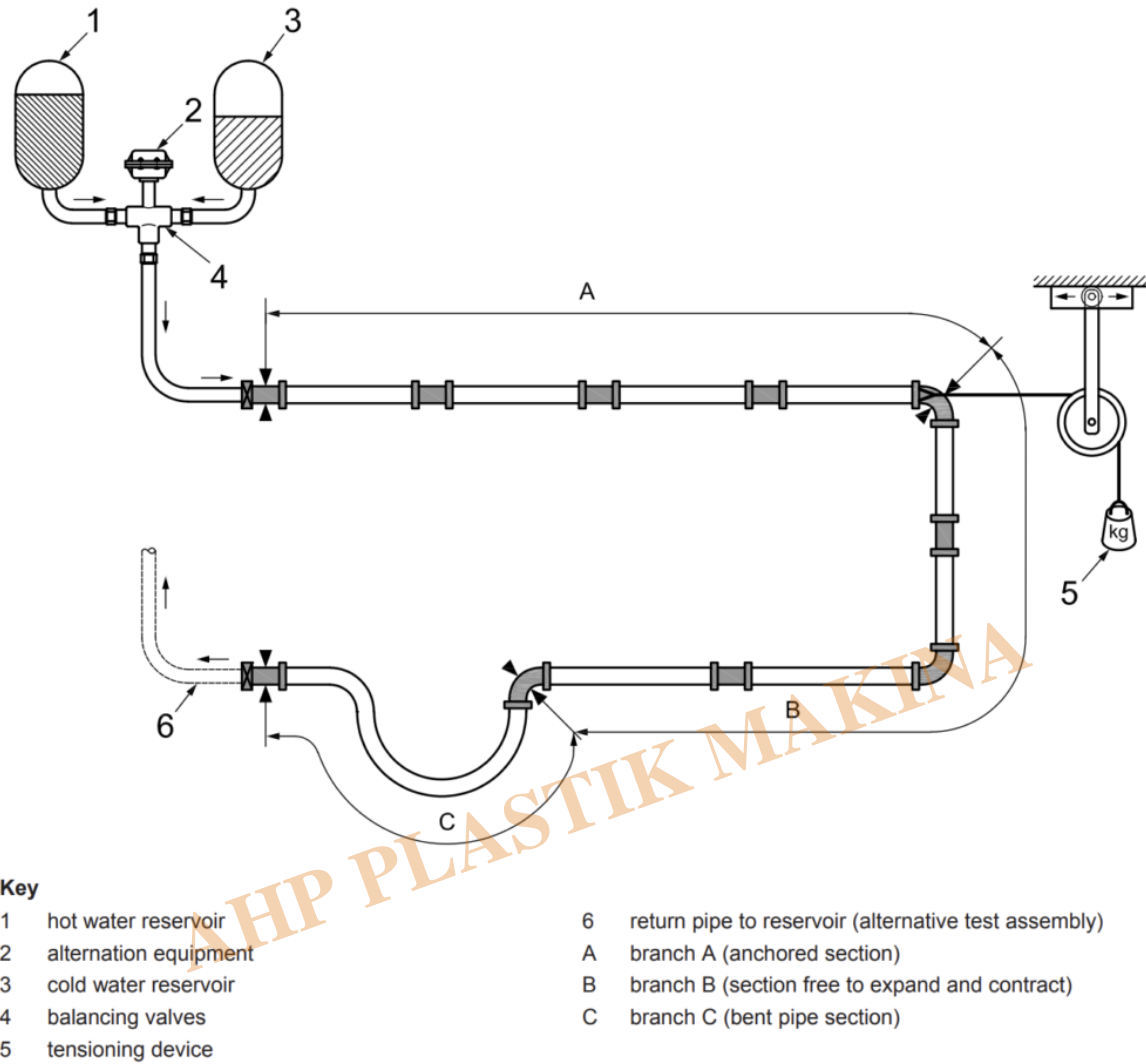 1
3
2
4
A
kg
5
6
B
C
AHP PLASTIK MAKINA
Key
1 hot water reservoir
2 alternation equipment
3 cold water reservoir
4 balancing valves
5 tensioning device
6 return pipe to reservoir (alternative test assembly)
A branch A (anchored section)
B branch B (section free to expand and contract)
C branch C (bent pipe section)